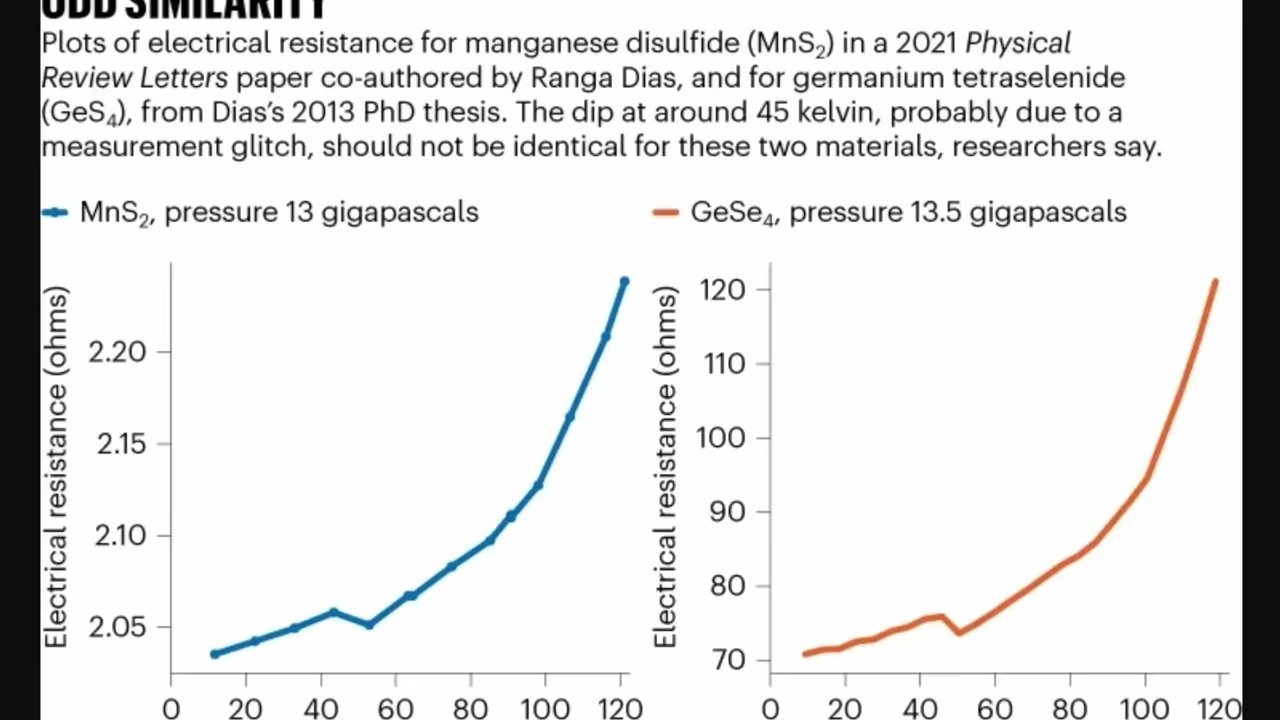 ODD SIMILARITY
Plots of electrical resistance for manganese disulfide (MnS₂) in a 2021 Physical
Review Letters paper co-authored by Ranga Dias, and for germanium tetraselenide
(GeS₄), from Dias's 2013 PhD thesis. The dip at around 45 kelvin, probably due to a
measurement glitch, should not be identical for these two materials, researchers say.
MnS₂, pressure 13 gigapascals
GeSe₄, pressure 13.5 gigapascals
Electrical resistance (ohms)
2.20
2.15
2.10
2.05
0 20 40 60 80 100 120
Electrical resistance (ohms)
120
110
100
90
80
70
0 20 40 60 80 100 120